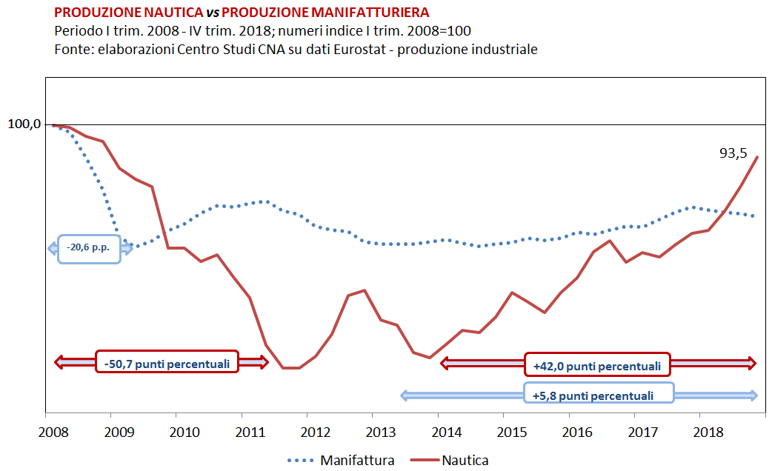 PRODUZIONE NAUTICA vs PRODUZIONE MANIFATTURIERA
Periodo I trim. 2008 - IV trim. 2018; numeri indice I trim. 2008=100
Fonte: elaborazioni Centro Studi CNA su dati Eurostat - produzione industriale
100,0
93,5
-20,6 p.p.
-50,7 punti percentuali
+42,0 punti percentuali
+5,8 punti percentuali
2008 2009 2010 2011 2012 2013 2014 2015 2016 2017 2018
Manifattura Nautica